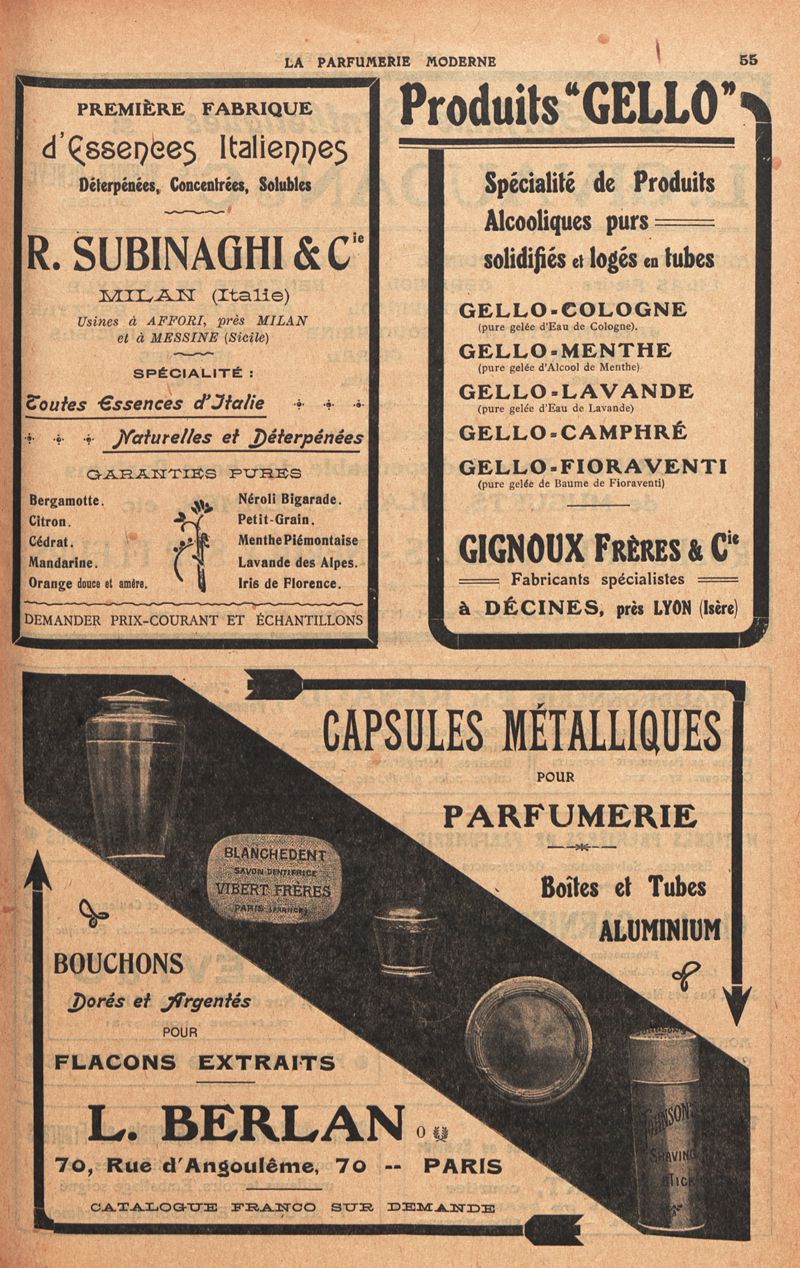 LA PARFUMERIE MODERNE
55
PREMIÈRE FABRIQUE
d'Essences Italiennes
Déterpénées, Concentrées, Solubles
R. SUBINAGHI & Cie
MILAN (Italie)
Usines à AFFORI, près MILAN
et à MESSINE (Sicile)
SPÉCIALITÉ :
Toutes Essences d'Italie
Naturelles et Déterpénées
GARANTIES PURES
Bergamotte.
Citron.
Cédrat.
Mandarine.
Orange douce et amère.
Néroli Bigarade.
Petit-Grain.
Menthe Piémontaise
Lavande des Alpes.
Iris de Florence.
DEMANDER PRIX-COURANT ET ÉCHANTILLONS
Produits "GELLO"
Spécialité de Produits
Alcooliques purs
solidifiés et logés en tubes
GELLO-COLOGNE
(pure gelée d'Eau de Cologne).
GELLO-MENTHE
(pure gelée d'Alcool de Menthe)
GELLO-LAVANDE
(pure gelée d'Eau de Lavande)
GELLO-CAMPHRÉ
GELLO-FIORAVENTI
(pure gelée de Baume de Fioraventi)
GIGNOUX FRÈRES & Cie
Fabricants spécialistes
à DÉCINES, près LYON (Isère)
CAPSULES MÉTALLIQUES
POUR
PARFUMERIE
Boîtes et Tubes
ALUMINIUM
BLANCHEDENT
SAVON DENTIFRICE
VIBERT FRÈRES
PARIS (FRANCE)
BOUCHONS
Dorés et Argentés
POUR
FLACONS EXTRAITS
L. BERLAN
70, Rue d'Angoulême, 70 -- PARIS
CATALOGUE FRANCO SUR DEMANDE
JOHNSON'S
SHAVING
STICK